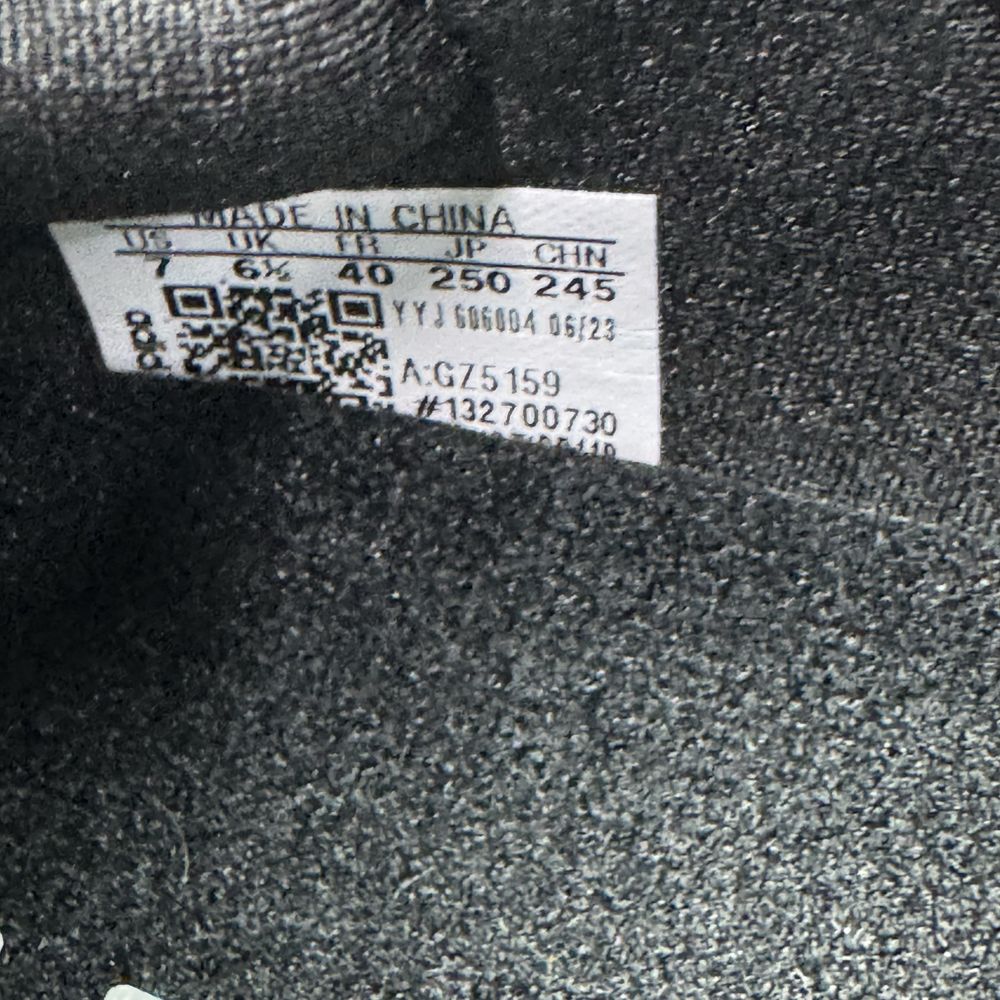 MADE IN CHINA
US UK FR JP CHN
7 6½ 40 250 245
YYJ 606004 06/23
A:GZ5159
#132700730